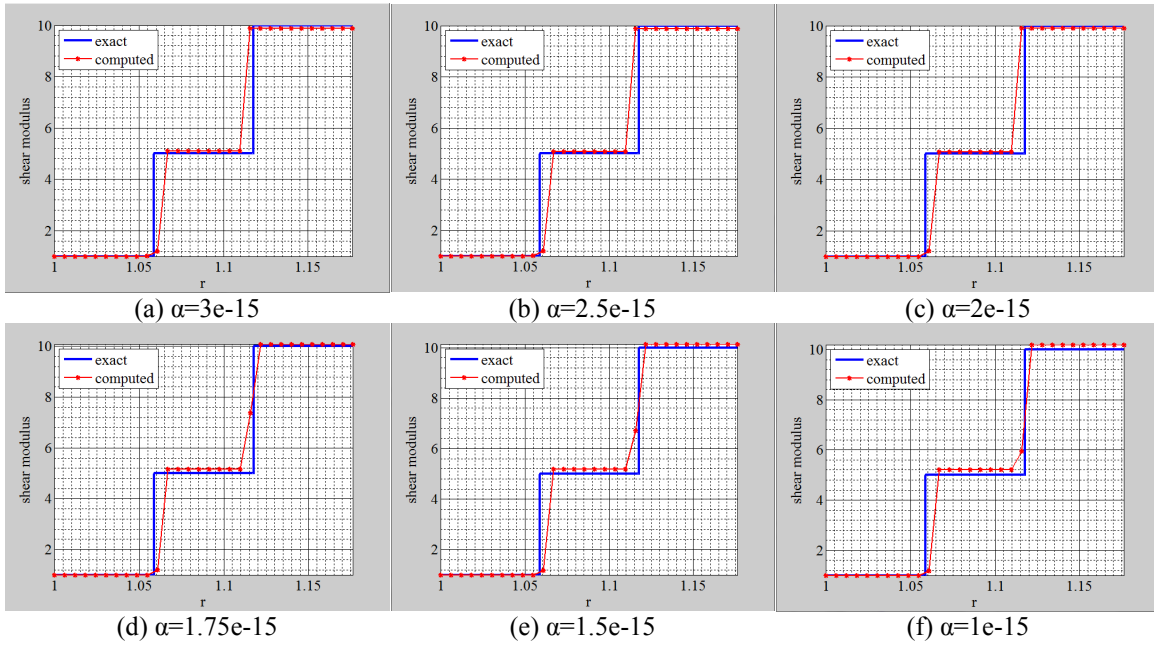 10
8
6
4
2
shear modulus
exact
computed
1
1.05
1.1
1.15
r
(a) α=3e-15
10
8
6
4
2
shear modulus
exact
computed
1
1.05
1.1
1.15
r
(b) α=2.5e-15
10
8
6
4
2
shear modulus
exact
computed
1
1.05
1.1
1.15
r
(c) α=2e-15
10
8
6
4
2
shear modulus
exact
computed
1
1.05
1.1
1.15
r
(d) α=1.75e-15
10
8
6
4
2
shear modulus
exact
computed
1
1.05
1.1
1.15
r
(e) α=1.5e-15
10
8
6
4
2
shear modulus
exact
computed
1
1.05
1.1
1.15
r
(f) α=1e-15